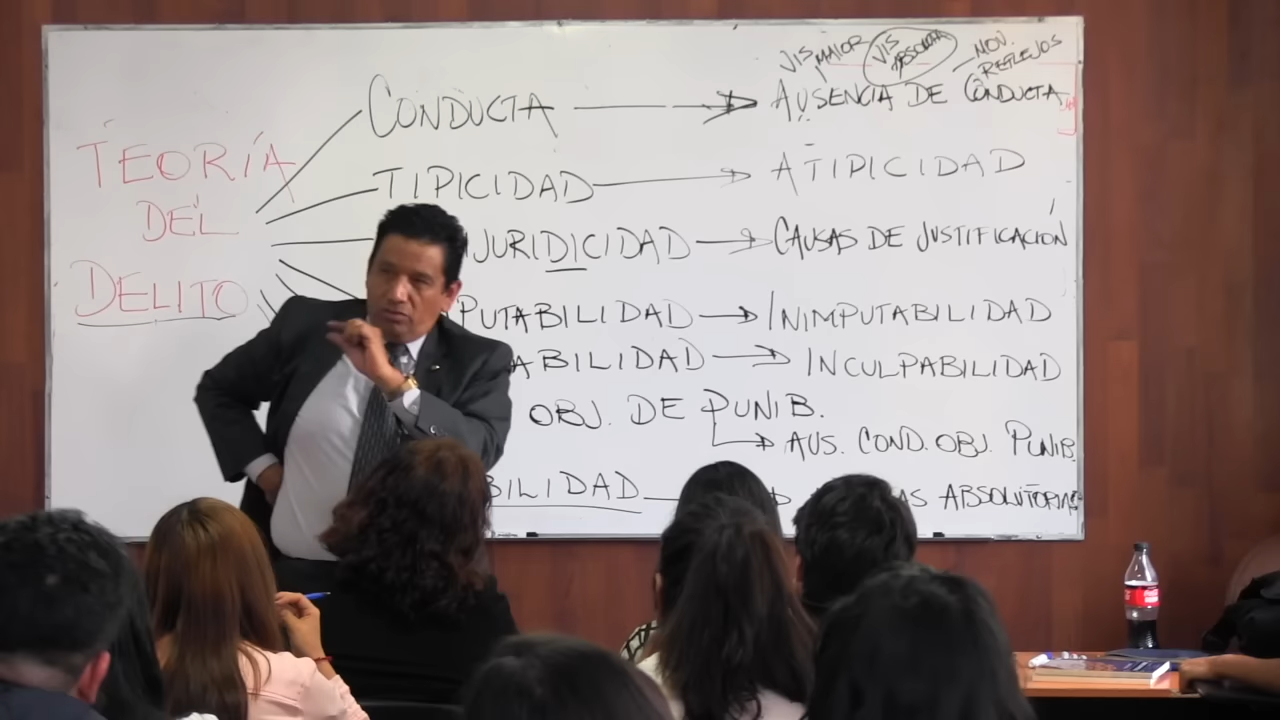 TEORÍA
DEL
DELITO
VIS MAIOR VIS ABSOLUTA MOV. REFLEJOS
CONDUCTA AUSENCIA DE CONDUCTA
TIPICIDAD ATIPICIDAD
JURIDICIDAD CAUSAS DE JUSTIFICACIÓN
PUTABILIDAD INIMPUTABILIDAD
ABILIDAD INCULPABILIDAD
OBJ. DE PUNIB.
AUS. COND. OBJ. PUNIB.
BILIDAD AS ABSOLUTORIAS